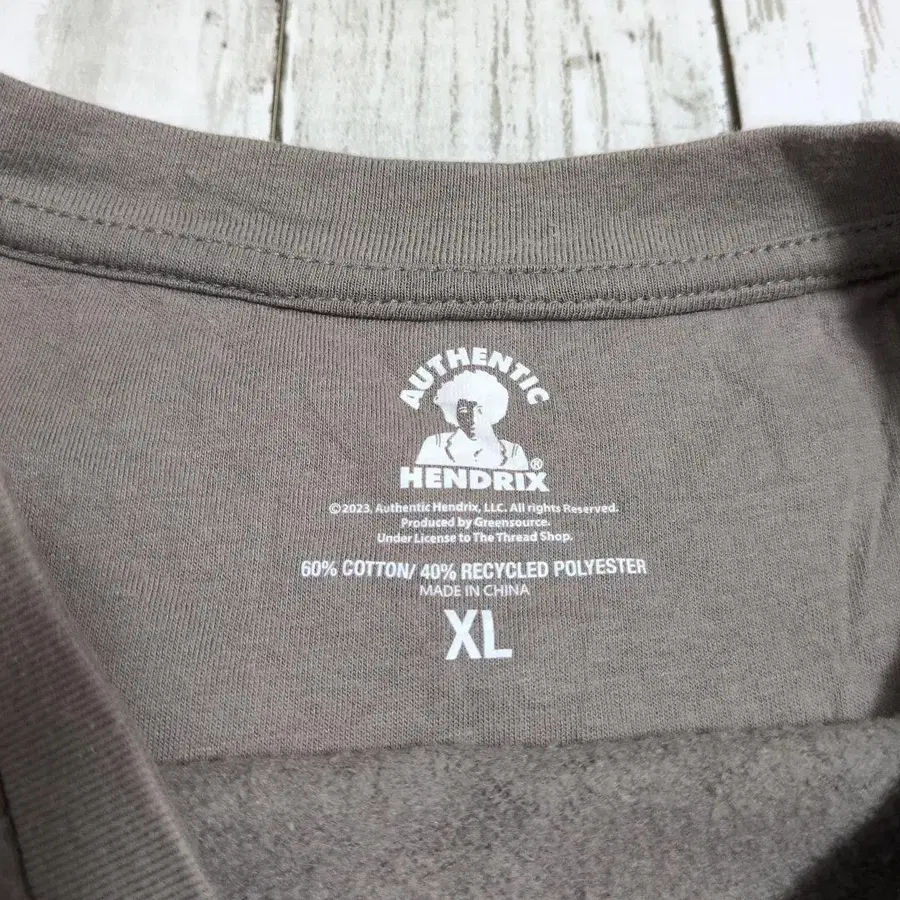 AUTHENTIC
HENDRIX®
©2023, Authentic Hendrix, LLC. All rights Reserved.
Produced by Greensource.
Under License to The Thread Shop.
60% COTTON/ 40% RECYCLED POLYESTER
MADE IN CHINA
XL